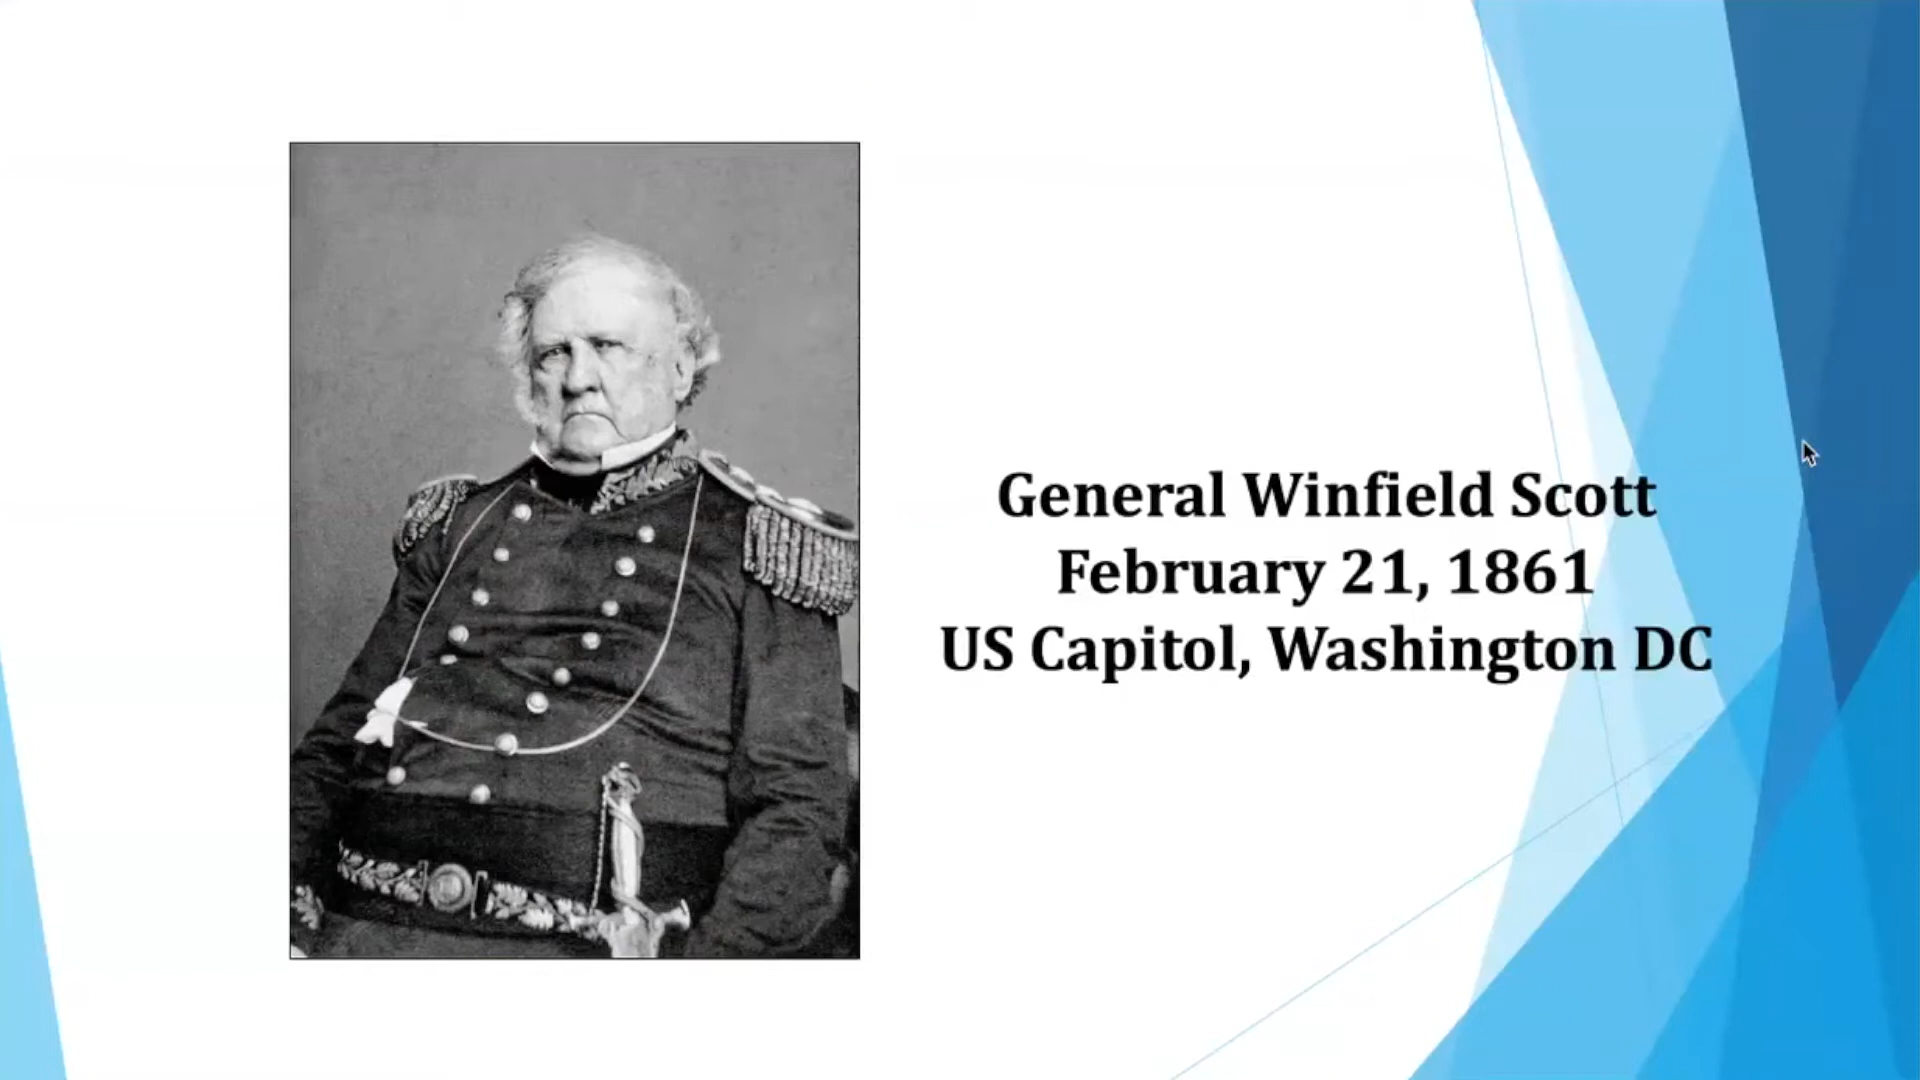 General Winfield Scott
February 21, 1861
US Capitol, Washington DC